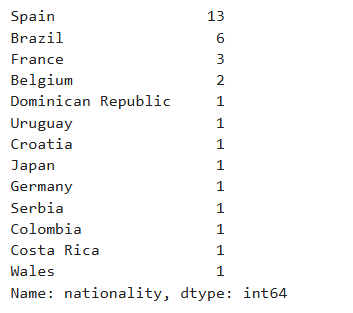 Spain                 13
Brazil                 6
France                 3
Belgium                2
Dominican Republic     1
Uruguay                1
Croatia                1
Japan                  1
Germany                1
Serbia                 1
Colombia               1
Costa Rica             1
Wales                  1
Name: nationality, dtype: int64